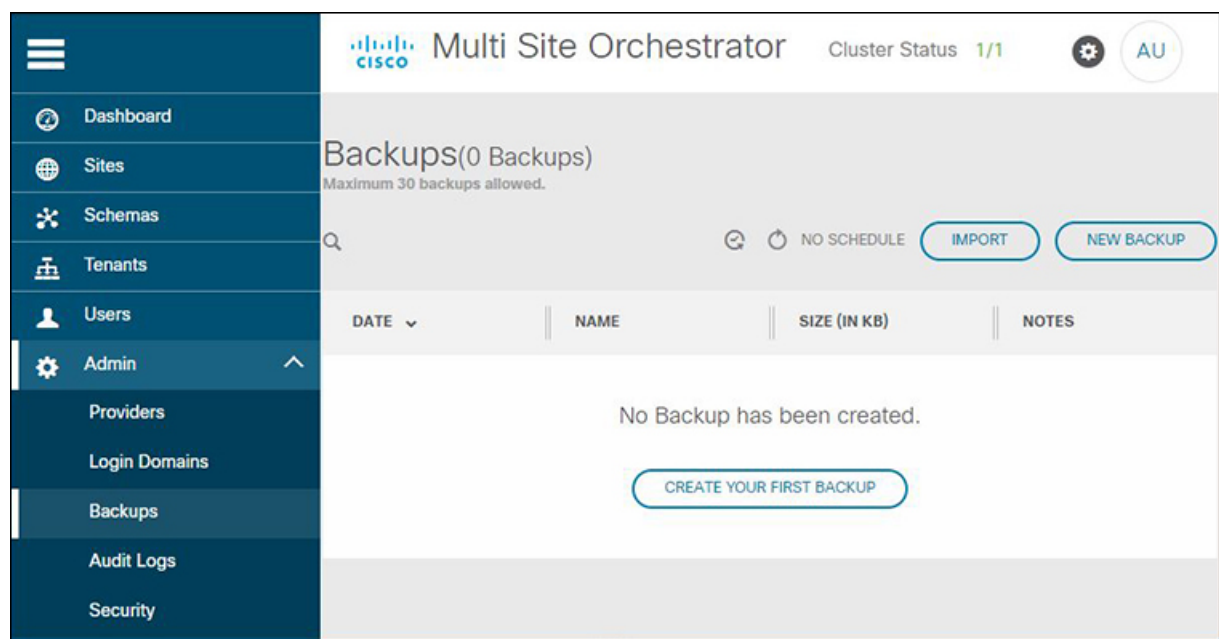 CISCO Multi Site Orchestrator Cluster Status 1/1 AU
Dashboard
Sites
Schemas
Tenants
Users
Admin
Providers
Login Domains
Backups
Audit Logs
Security
Backups(0 Backups)
Maximum 30 backups allowed.
NO SCHEDULE IMPORT NEW BACKUP
DATE NAME SIZE (IN KB) NOTES
No Backup has been created.
CREATE YOUR FIRST BACKUP